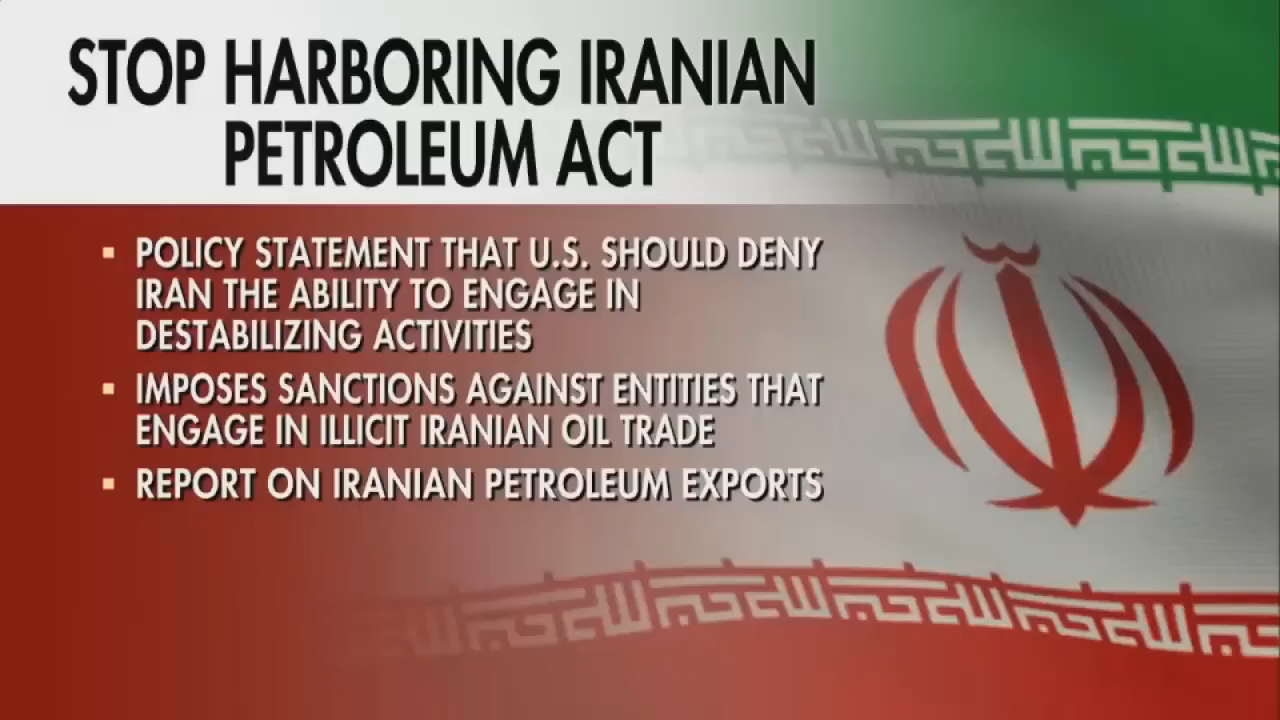 STOP HARBORING IRANIAN
PETROLEUM ACT
▪ POLICY STATEMENT THAT U.S. SHOULD DENY
IRAN THE ABILITY TO ENGAGE IN
DESTABILIZING ACTIVITIES
▪ IMPOSES SANCTIONS AGAINST ENTITIES THAT
ENGAGE IN ILLICIT IRANIAN OIL TRADE
▪ REPORT ON IRANIAN PETROLEUM EXPORTS